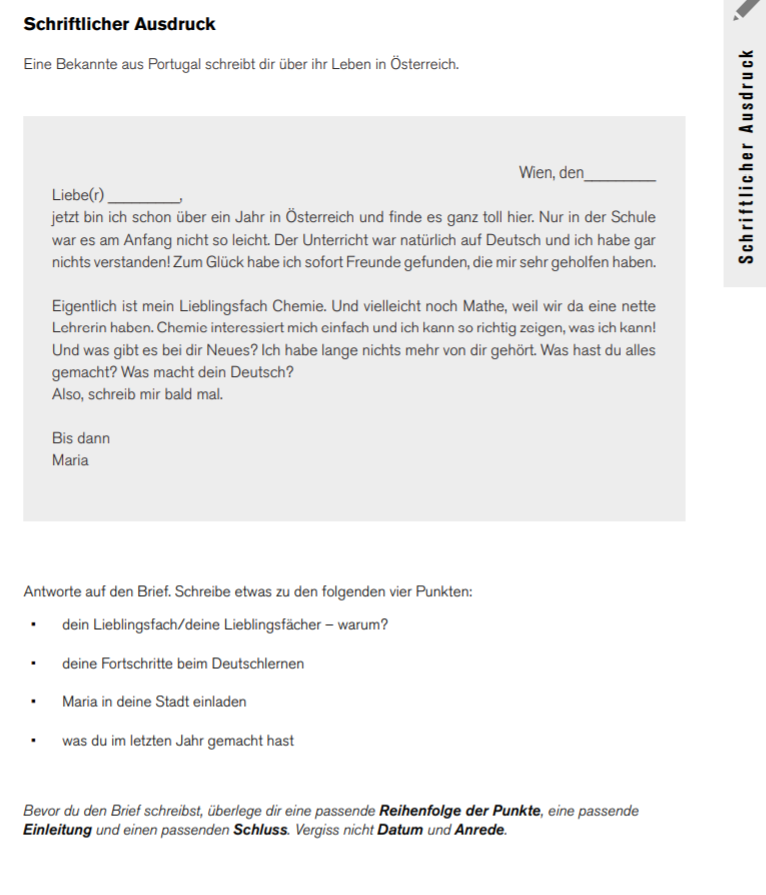 Schriftlicher Ausdruck
Eine Bekannte aus Portugal schreibt dir über ihr Leben in Österreich.
Schriftlicher Ausdruck
Wien, den_________
Liebe(r) _________,
jetzt bin ich schon über ein Jahr in Österreich und finde es ganz toll hier. Nur in der Schule
war es am Anfang nicht so leicht. Der Unterricht war natürlich auf Deutsch und ich habe gar
nichts verstanden! Zum Glück habe ich sofort Freunde gefunden, die mir sehr geholfen haben.
Eigentlich ist mein Lieblingsfach Chemie. Und vielleicht noch Mathe, weil wir da eine nette
Lehrerin haben. Chemie interessiert mich einfach und ich kann so richtig zeigen, was ich kann!
Und was gibt es bei dir Neues? Ich habe lange nichts mehr von dir gehört. Was hast du alles
gemacht? Was macht dein Deutsch?
Also, schreib mir bald mal.
Bis dann
Maria
Antworte auf den Brief. Schreibe etwas zu den folgenden vier Punkten:
▪ dein Lieblingsfach/deine Lieblingsfächer – warum?
▪ deine Fortschritte beim Deutschlernen
▪ Maria in deine Stadt einladen
▪ was du im letzten Jahr gemacht hast
Bevor du den Brief schreibst, überlege dir eine passende Reihenfolge der Punkte, eine passende
Einleitung und einen passenden Schluss. Vergiss nicht Datum und Anrede.